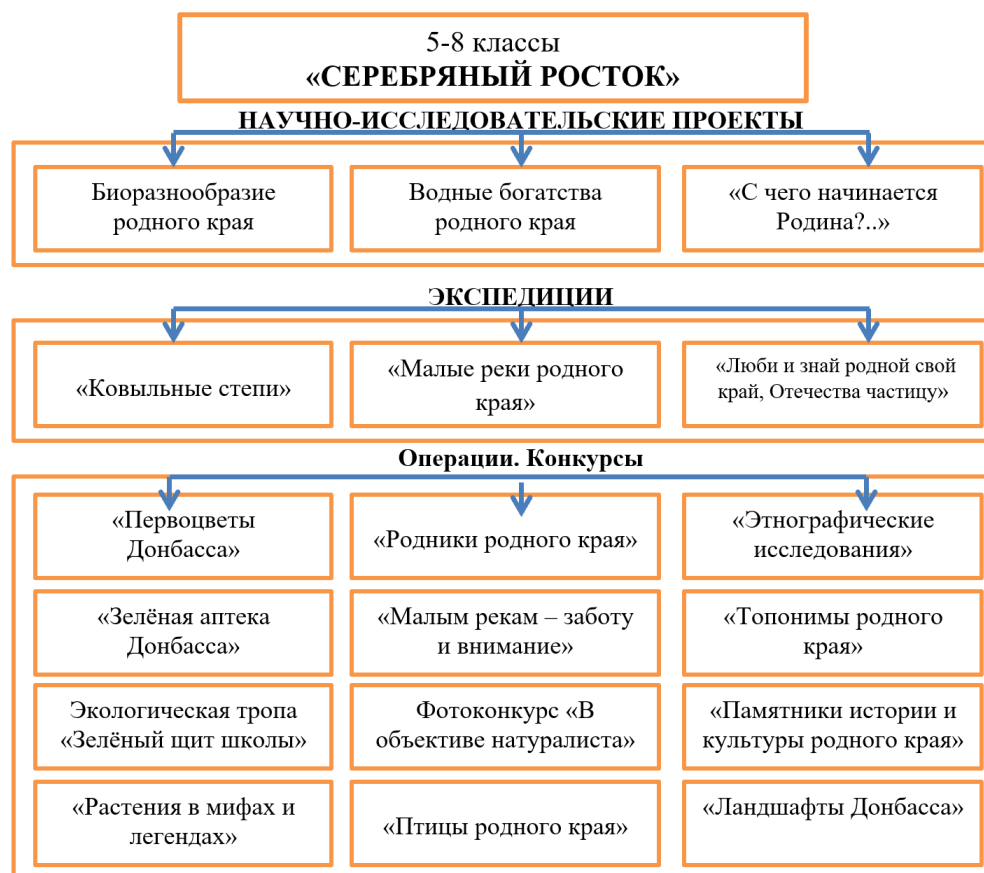 5-8 классы
«СЕРЕБРЯНЫЙ РОСТОК»
НАУЧНО-ИССЛЕДОВАТЕЛЬСКИЕ ПРОЕКТЫ
Биоразнообразие
родного края
Водные богатства
родного края
«С чего начинается
Родина?..»
ЭКСПЕДИЦИИ
«Ковыльные степи»
«Малые реки родного
края»
«Люби и знай родной свой
край, Отечества частицу»
Операции. Конкурсы
«Первоцветы
Донбасса»
«Родники родного края»
«Этнографические
исследования»
«Зелёная аптека
Донбасса»
«Малым рекам – заботу
и внимание»
«Топонимы родного
края»
Экологическая тропа
«Зелёный щит школы»
Фотоконкурс «В
объективе натуралиста»
«Памятники истории и
культуры родного края»
«Растения в мифах и
легендах»
«Птицы родного края»
«Ландшафты Донбасса»